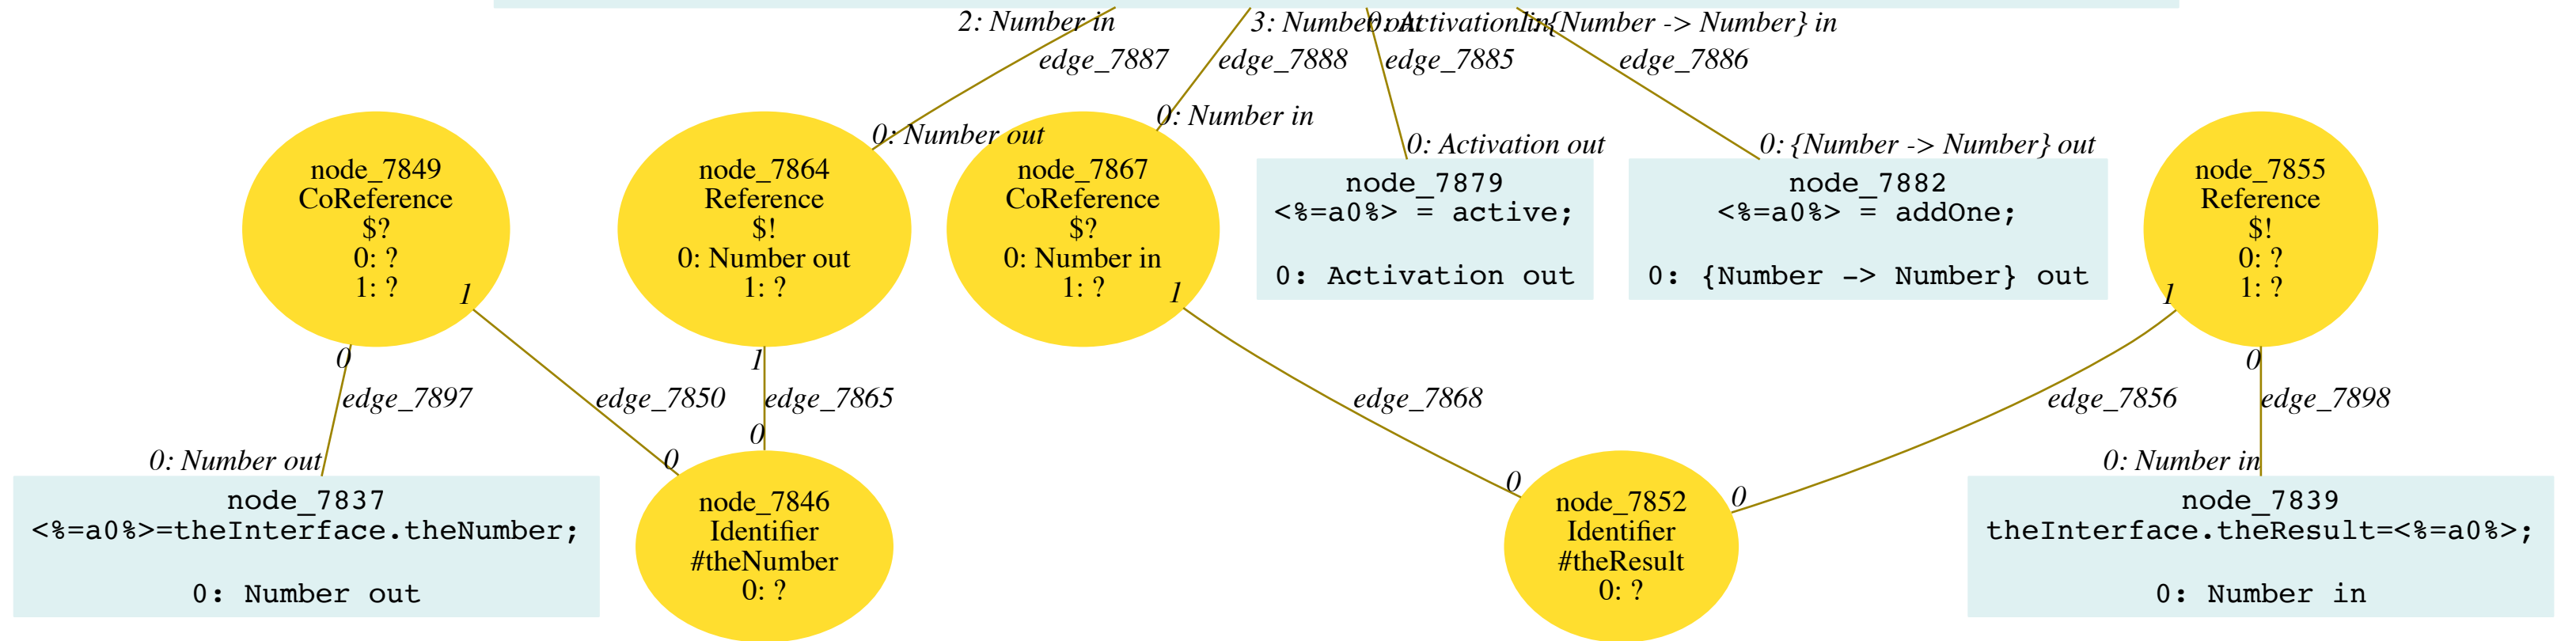 2: Number in
3: Number out
0: Activation in
1: {Number -> Number} in
edge_7887
edge_7888
edge_7885
edge_7886
0: Number out
0: Number in
0: Activation out
0: {Number -> Number} out
node_7849
CoReference
$?
0: ?
1: ?
node_7864
Reference
$!
0: Number out
1: ?
node_7867
CoReference
$?
0: Number in
1: ?
node_7879
<%=a0%> = active;
0: Activation out
node_7882
<%=a0%> = addOne;
0: {Number -> Number} out
node_7855
Reference
$!
0: ?
1: ?
1
1
1
0
1
0
edge_7897
edge_7850
edge_7865
edge_7868
edge_7856
edge_7898
0: Number out
0
0
0
0
0: Number in
node_7837
<%=a0%>=theInterface.theNumber;
0: Number out
node_7846
Identifier
#theNumber
0: ?
node_7852
Identifier
#theResult
0: ?
node_7839
theInterface.theResult=<%=a0%>;
0: Number in